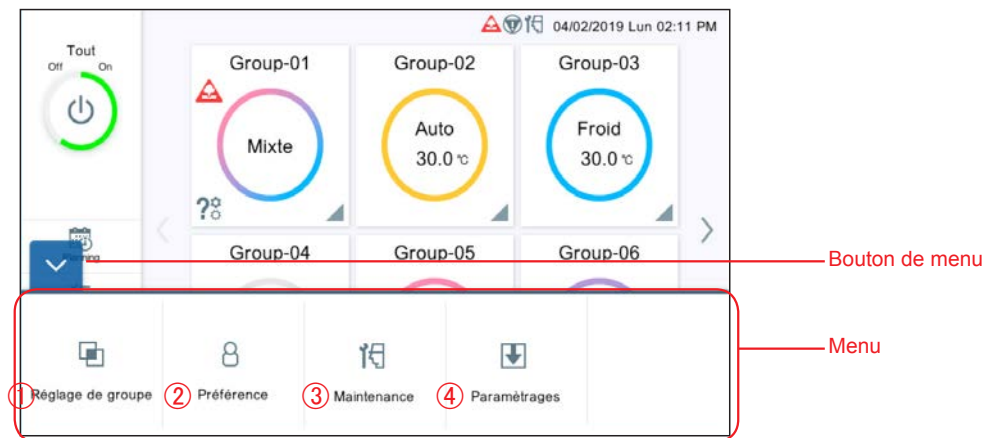 04/02/2019 Lun 02:11 PM
Tout
Off On
Group-01
Mixte
Group-02
Auto
30.0 °C
Group-03
Froid
30.0 °C
Group-04
Group-05
Group-06
Bouton de menu
Menu
① Réglage de groupe
② Préférence
③ Maintenance
④ Paramètrages